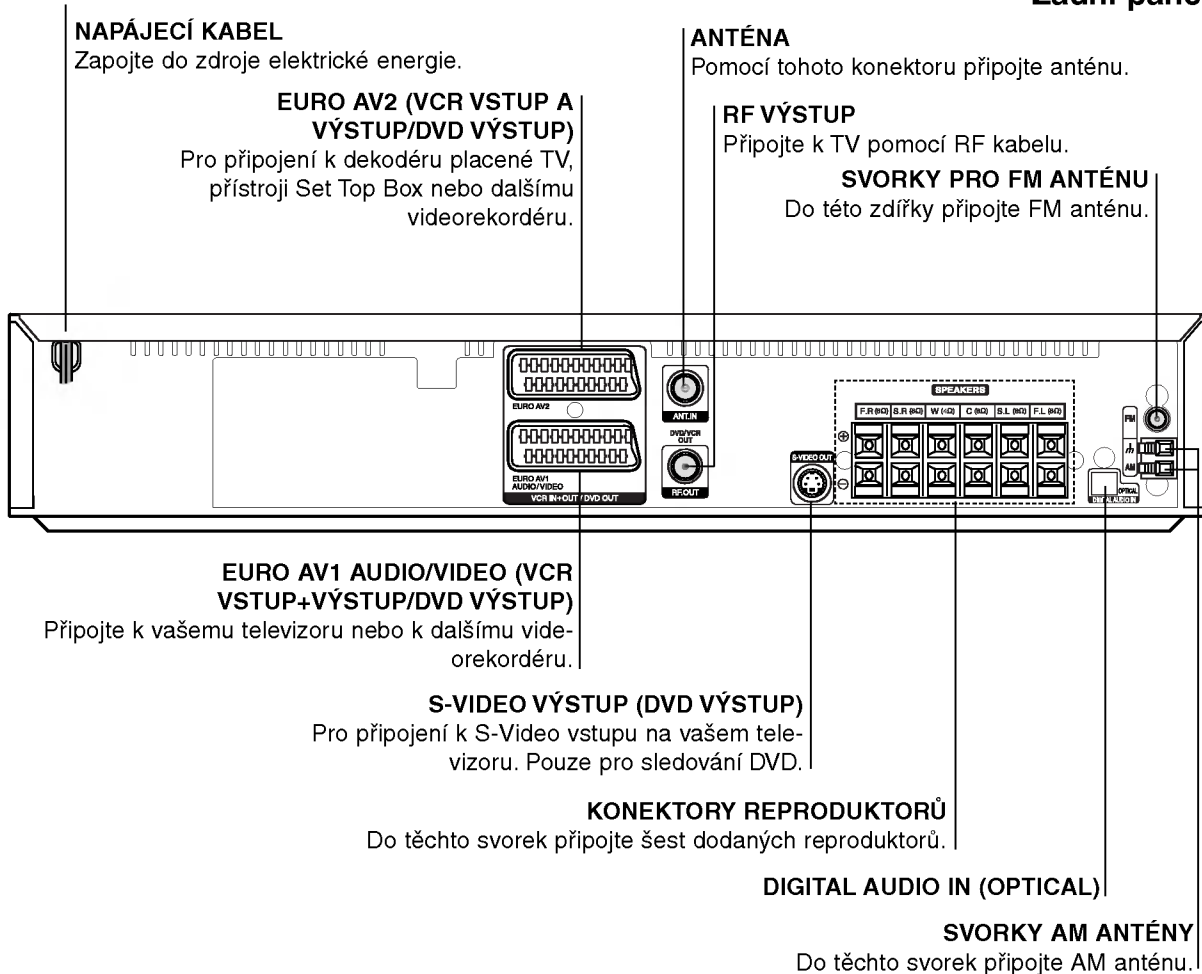 Zadní pane
NAPÁJECÍ KABEL
Zapojte do zdroje elektrické energie.
ANTÉNA
Pomocí tohoto konektoru připojte anténu.
EURO AV2 (VCR VSTUP A
VÝSTUP/DVD VÝSTUP)
Pro připojení k dekodéru placené TV,
přístroji Set Top Box nebo dalšímu
videorekordéru.
RF VÝSTUP
Připojte k TV pomocí RF kabelu.
SVORKY PRO FM ANTÉNU
Do této zdířky připojte FM anténu.
EURO AV2
EURO AV1
AUDIO/VIDEO
VCR IN+OUT / DVD OUT
ANT.IN
DVD/VCR
OUT
RF.OUT
S-VIDEO OUT
SPEAKERS
F.R (8Ω) S.R (8Ω) W (4Ω) C (8Ω) S.L (8Ω) F.L (8Ω)
FM
AM
OPTICAL
DIGITAL AUDIO IN
EURO AV1 AUDIO/VIDEO (VCR
VSTUP+VÝSTUP/DVD VÝSTUP)
Připojte k vašemu televizoru nebo k dalšímu vide-
orekordéru.
S-VIDEO VÝSTUP (DVD VÝSTUP)
Pro připojení k S-Video vstupu na vašem tele-
vizoru. Pouze pro sledování DVD.
KONEKTORY REPRODUKTORŮ
Do těchto svorek připojte šest dodaných reproduktorů.
DIGITAL AUDIO IN (OPTICAL)
SVORKY AM ANTÉNY
Do těchto svorek připojte AM anténu.